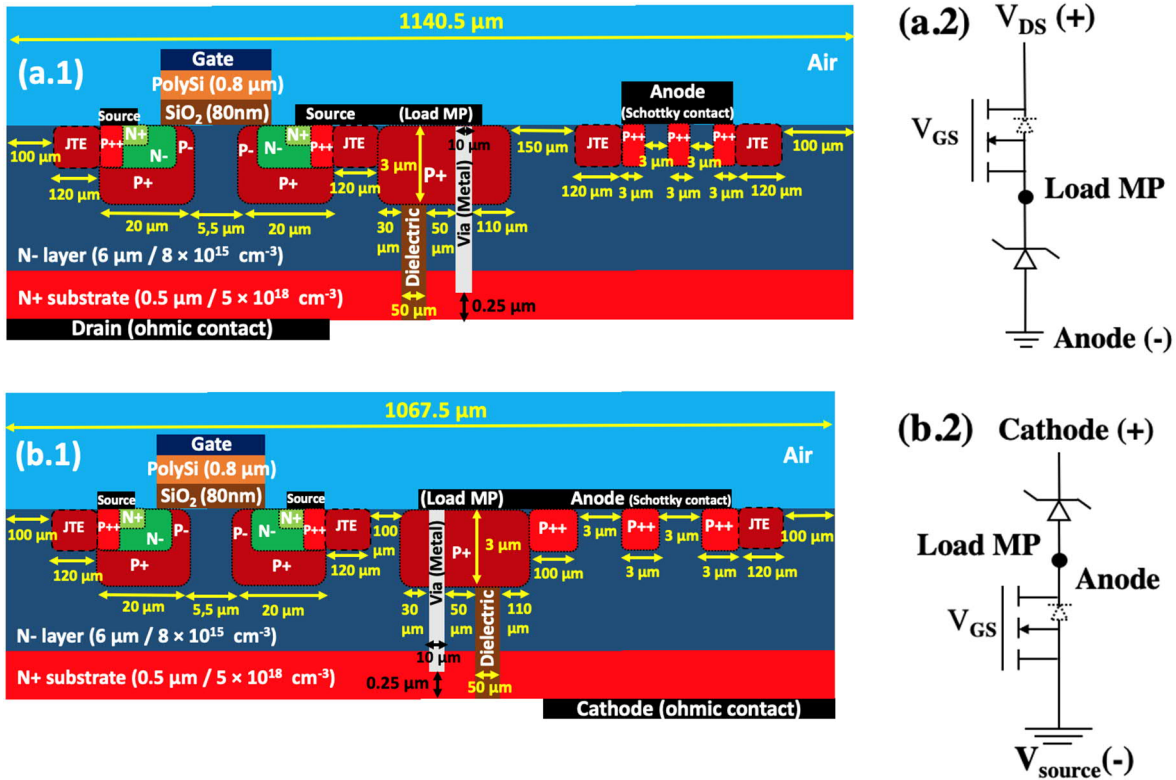 1140.5 µm
(a.1)
Gate
PolySi (0.8 µm)
SiO2 (80nm)
Air
Source
Source
(Load MP)
Anode
(Schottky contact)
100 µm
JTE
P++
N+
N-
P-
P+
120 µm
20 µm
5,5 µm
P-
N-
N+
P++
P+
20 µm
JTE
120 µm
3 µm
P+
10 µm
Via (Metal)
Dielectric
30 µm
50 µm
110 µm
150 µm
JTE
P++
P++
P++
JTE
3 µm
3 µm
120 µm
3 µm
3 µm
3 µm
120 µm
100 µm
N- layer (6 µm / 8 × 10^15 cm^-3)
N+ substrate (0.5 µm / 5 × 10^18 cm^-3)
50 µm
0.25 µm
Drain (ohmic contact)
(a.2)
VDS (+)
VGS
Load MP
Anode (-)
1067.5 µm
(b.1)
Gate
PolySi (0.8 µm)
SiO2 (80nm)
Air
Source
Source
(Load MP)
Anode (Schottky contact)
100 µm
JTE
P++
N+
N-
P-
P+
120 µm
20 µm
5,5 µm
P-
N-
N+
P++
P+
20 µm
JTE
120 µm
100 µm
Via (Metal)
P+
3 µm
Dielectric
30 µm
50 µm
110 µm
P++
100 µm
3 µm
P++
3 µm
3 µm
P++
3 µm
JTE
120 µm
100 µm
N- layer (6 µm / 8 × 10^15 cm^-3)
N+ substrate (0.5 µm / 5 × 10^18 cm^-3)
10 µm
0.25 µm
50 µm
Cathode (ohmic contact)
(b.2)
Cathode (+)
Load MP
Anode
VGS
Vsource(-)